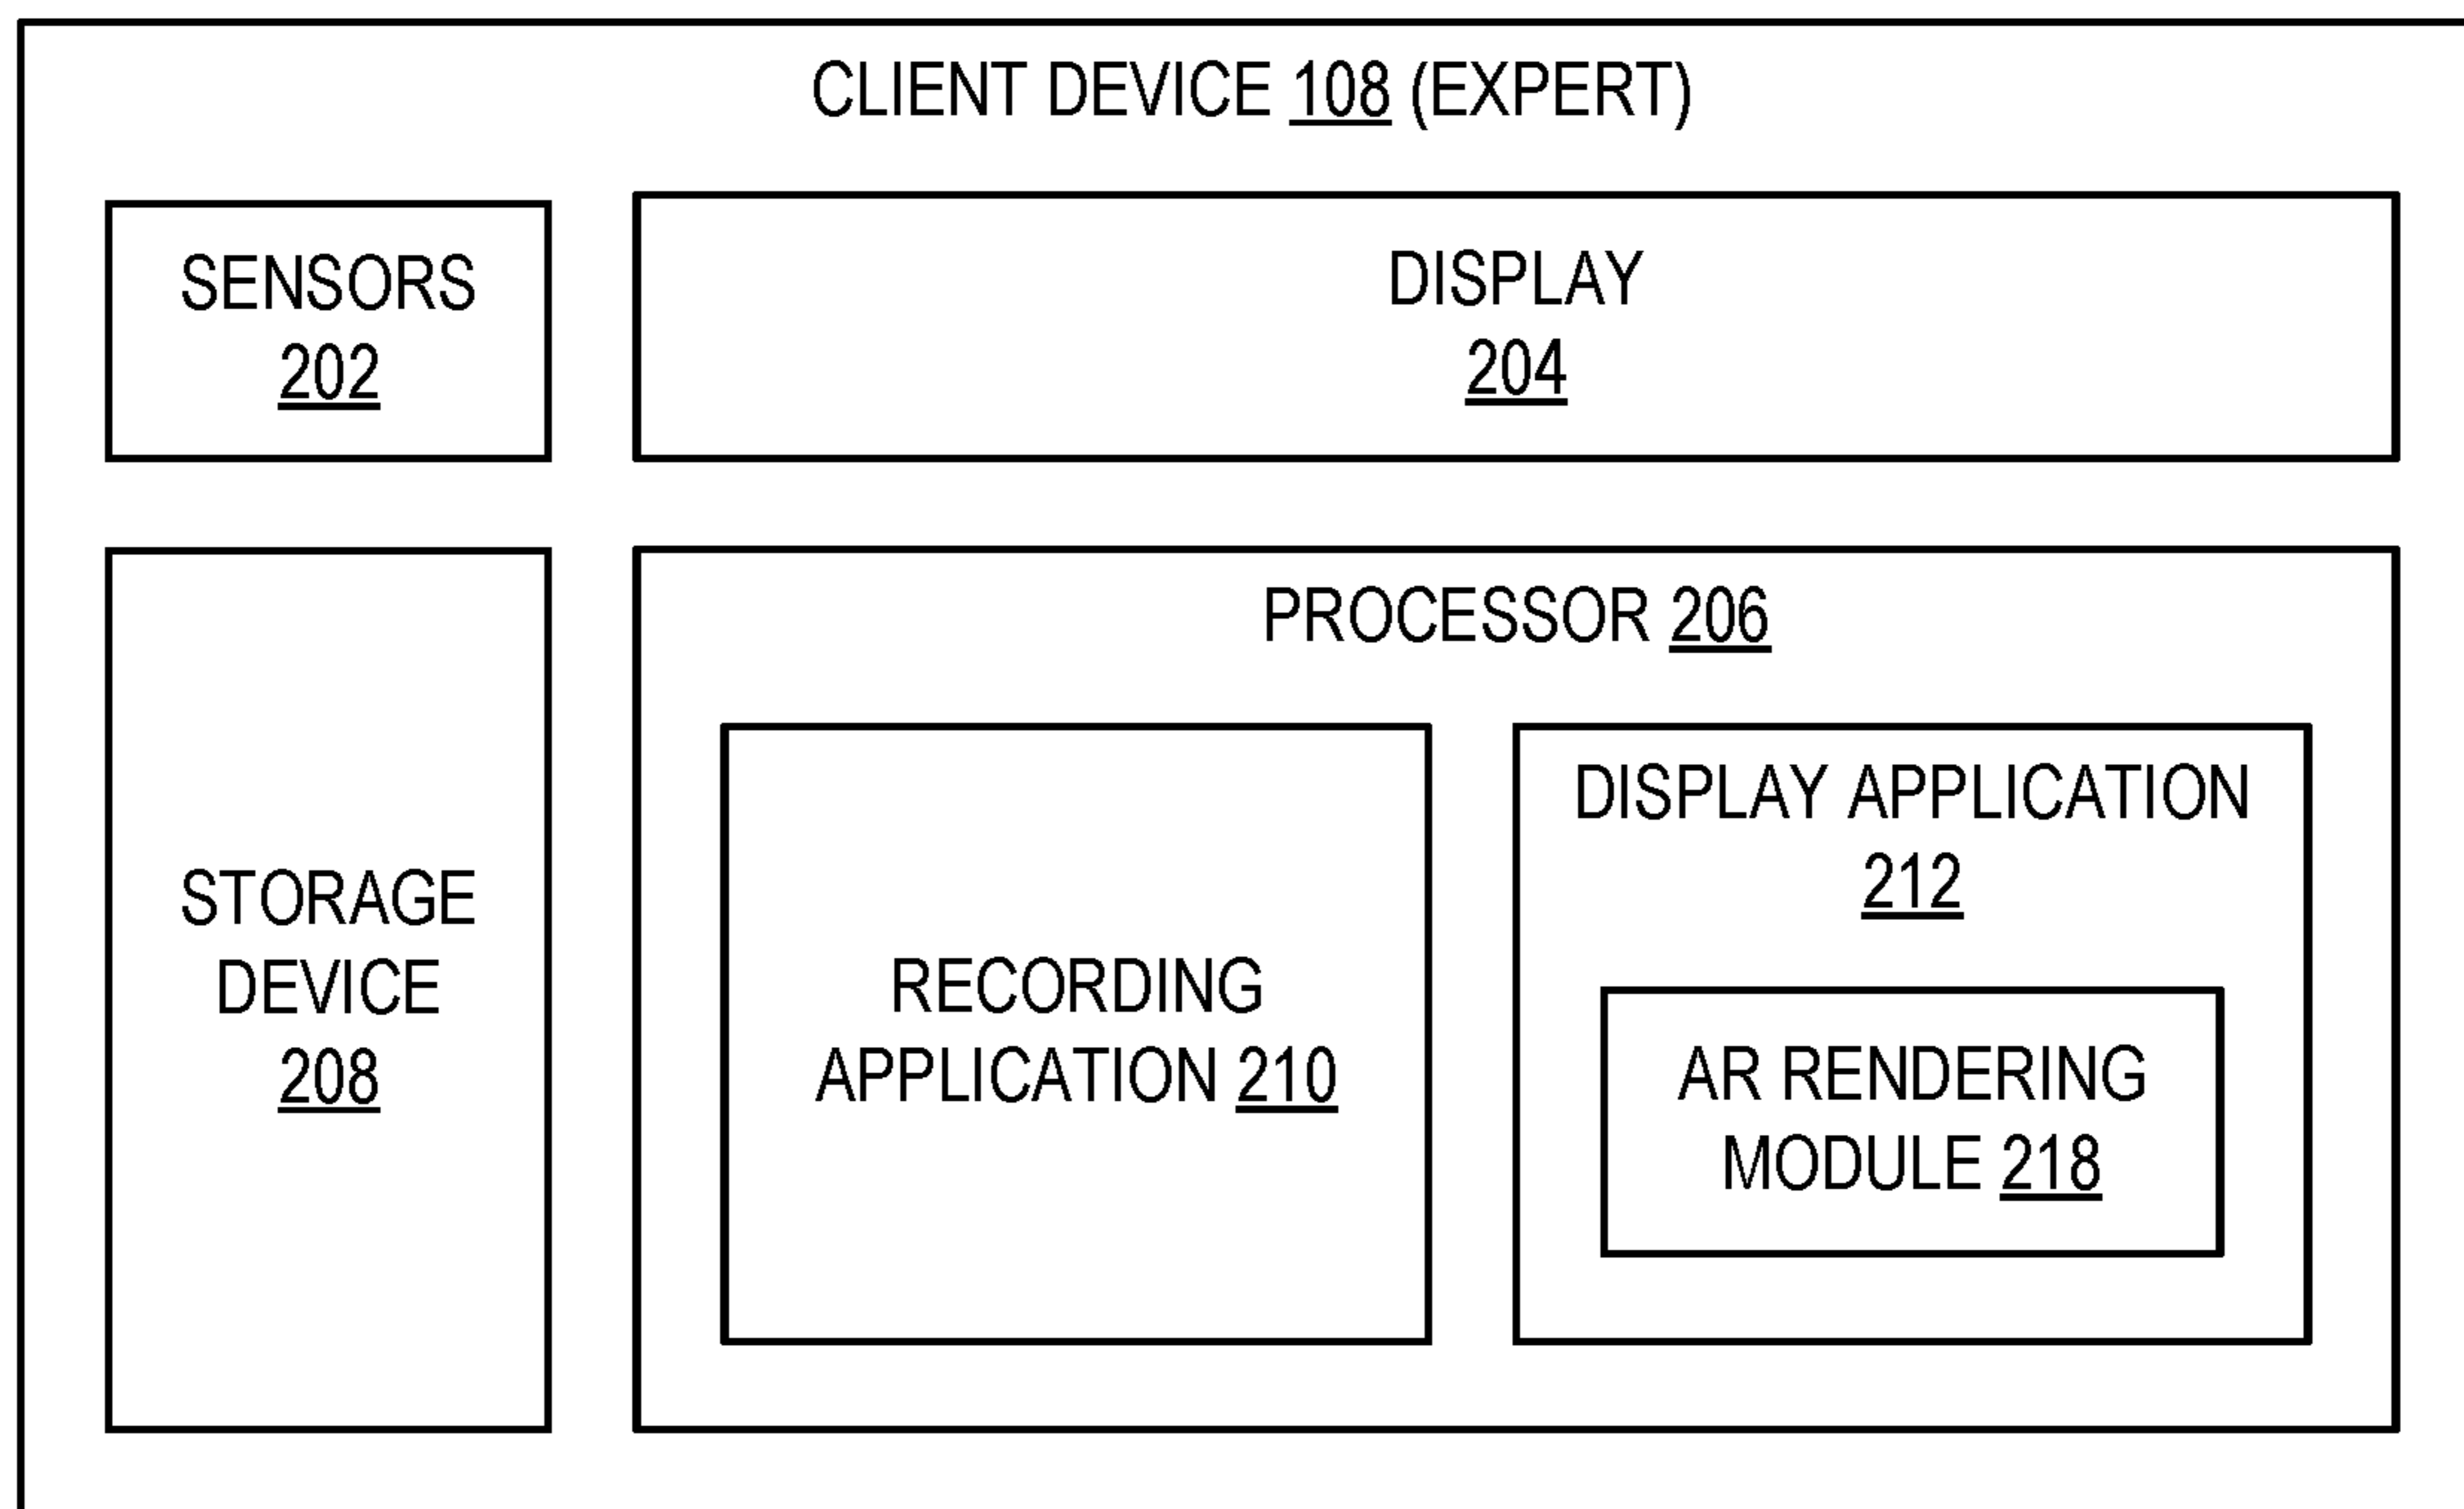 CLIENT DEVICE 108 (EXPERT)
SENSORS
202
DISPLAY
204
STORAGE
DEVICE
208
PROCESSOR 206
RECORDING
APPLICATION 210
DISPLAY APPLICATION
212
AR RENDERING
MODULE 218